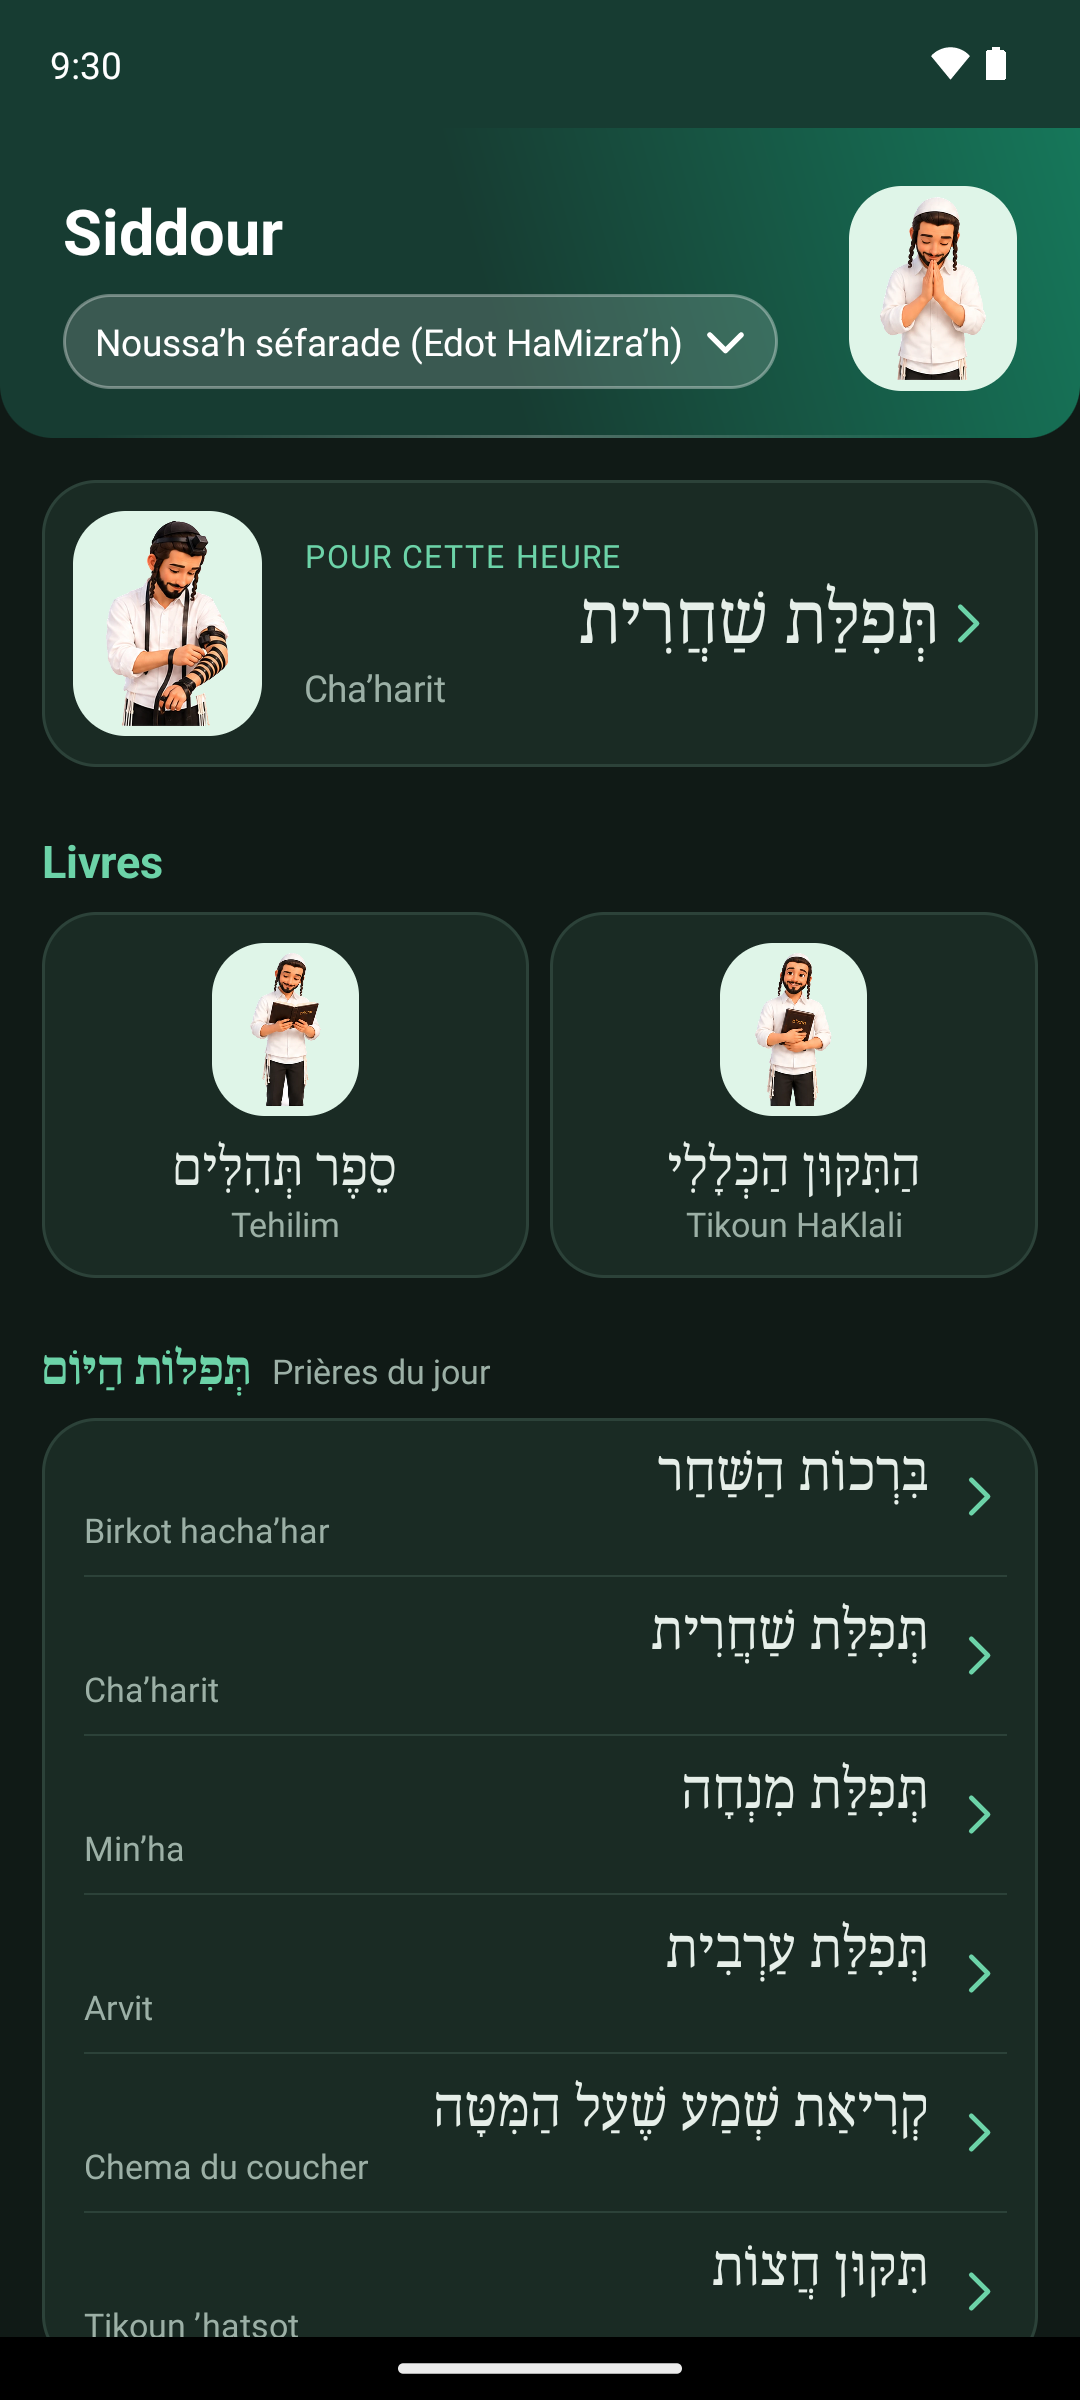 9:30
Siddour
Noussa’h séfarade (Edot HaMizra’h)
POUR CETTE HEURE
תְּפִלַּת שַׁחֲרִית
Cha’harit
Livres
סֵפֶר תְּהִלִּים
Tehilim
הַתִּקּוּן הַכְּלָלִי
Tikoun HaKlali
תְּפִלּוֹת הַיּוֹם Prières du jour
בִּרְכוֹת הַשַּׁחַר
Birkot hacha’har
תְּפִלַּת שַׁחֲרִית
Cha’harit
תְּפִלַּת מִנְחָה
Min’ha
תְּפִלַּת עַרְבִית
Arvit
קְרִיאַת שְׁמַע שֶׁעַל הַמִּטָּה
Chema du coucher
תִּקּוּן חֲצוֹת
Tikoun ’hatsot